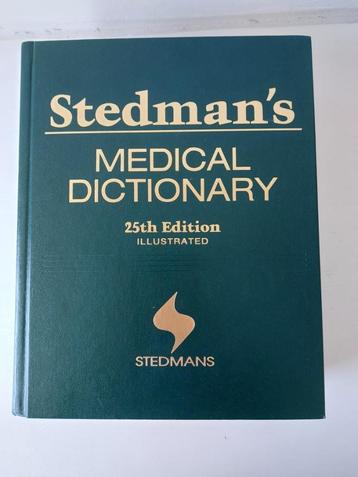 Stedman's
MEDICAL
DICTIONARY
25th Edition
ILLUSTRATED
STEDMANS